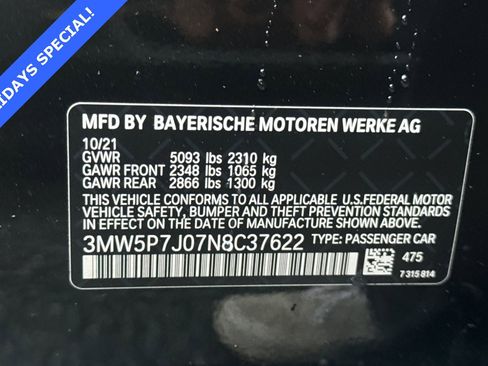 IDAYS SPECIAL!
MFD BY BAYERISCHE MOTOREN WERKE AG
10/21
GVWR 5093 lbs 2310 kg
GAWR FRONT 2348 lbs 1065 kg
GAWR REAR 2866 lbs 1300 kg
THIS VEHICLE CONFORMS TO ALL APPLICABLE U.S.FEDERAL MOTOR
VEHICLE SAFETY, BUMPER AND THEFT PREVENTION STANDARDS
IN EFFECT ON THE DATE OF MANUFACTURE SHOWN ABOVE.
3MW5P7J07N8C37622 TYPE: PASSENGER CAR
475
7 315 814